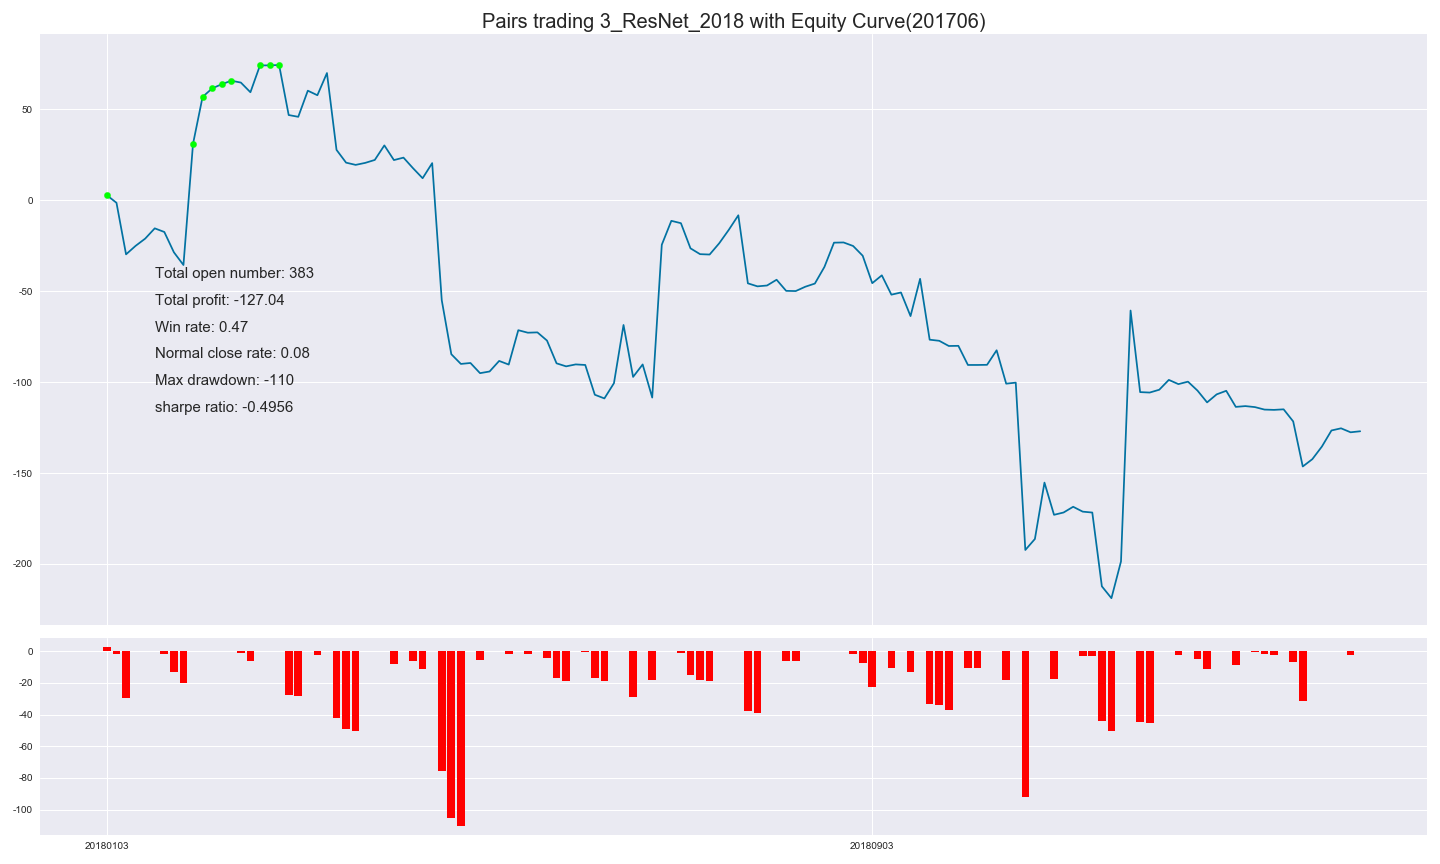 Pairs trading 3_ResNet_2018 with Equity Curve(201706)
50
0
-50
-100
-150
-200
Total open number: 383
Total profit: -127.04
Win rate: 0.47
Normal close rate: 0.08
Max drawdown: -110
sharpe ratio: -0.4956
0
-20
-40
-60
-80
-100
20180103 20180903